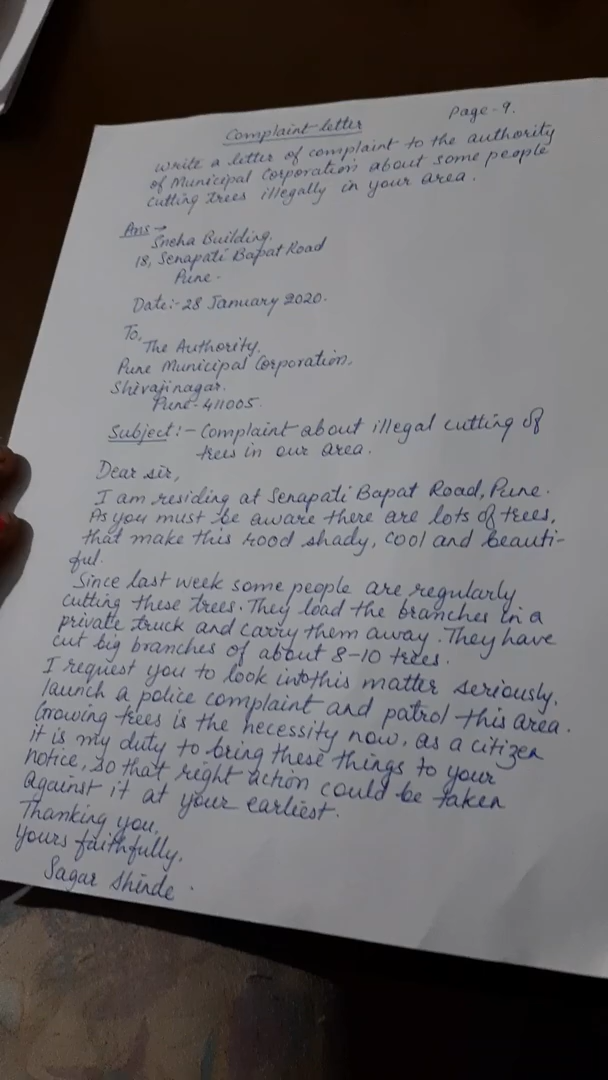 Page-9.
Complaint letter
Write a letter of complaint to the authority
of Municipal Corporation about some people
cutting trees illegally in your area.
Ans→
Sneha Building.
18, Senapati Bapat Road
Pune.
Date:-28 January 2020.
To,
The Authority.
Pune Municipal Corporation.
Shivajinagar.
Pune-411005.
Subject:- Complaint about illegal cutting of
trees in our area.
Dear sir,
I am residing at Senapati Bapat Road, Pune.
As you must be aware there are lots of trees,
that make this rood shady, cool and beauti-
ful.
Since last week some people are regularly
cutting these trees. They load the branches in a
private truck and carry them away. They have
cut big branches of about 8-10 trees.
I request you to look into this matter seriously.
launch a police complaint and patrol this area.
Growing trees is the necessity now, as a citizen
it is my duty to bring these things to your
notice, so that right action could be taken
against it at your earliest.
Thanking you,
Yours faithfully,
Sagar Shinde.